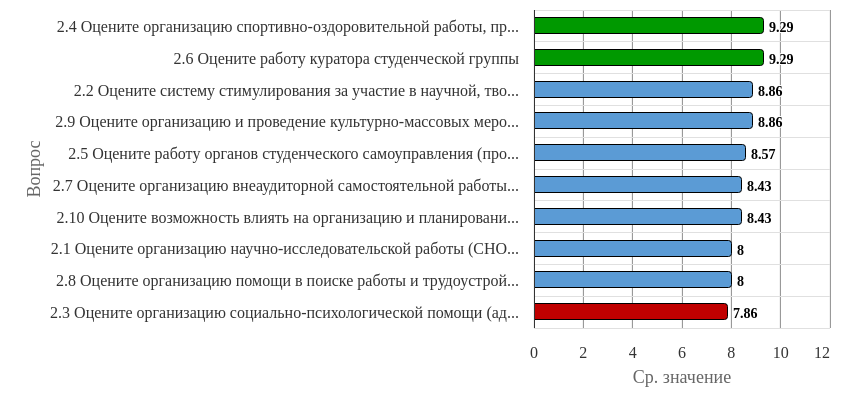 2.4 Оцените организацию спортивно-оздоровительной работы, пр... 9.29
2.6 Оцените работу куратора студенческой группы 9.29
2.2 Оцените систему стимулирования за участие в научной, тво... 8.86
2.9 Оцените организацию и проведение культурно-массовых меро... 8.86
2.5 Оцените работу органов студенческого самоуправления (про... 8.57
2.7 Оцените организацию внеаудиторной самостоятельной работы... 8.43
2.10 Оцените возможность влиять на организацию и планировани... 8.43
2.1 Оцените организацию научно-исследовательской работы (СНО... 8
2.8 Оцените организацию помощи в поиске работы и трудоустрой... 8
2.3 Оцените организацию социально-психологической помощи (ад... 7.86
Вопрос
0 2 4 6 8 10 12
Ср. значение